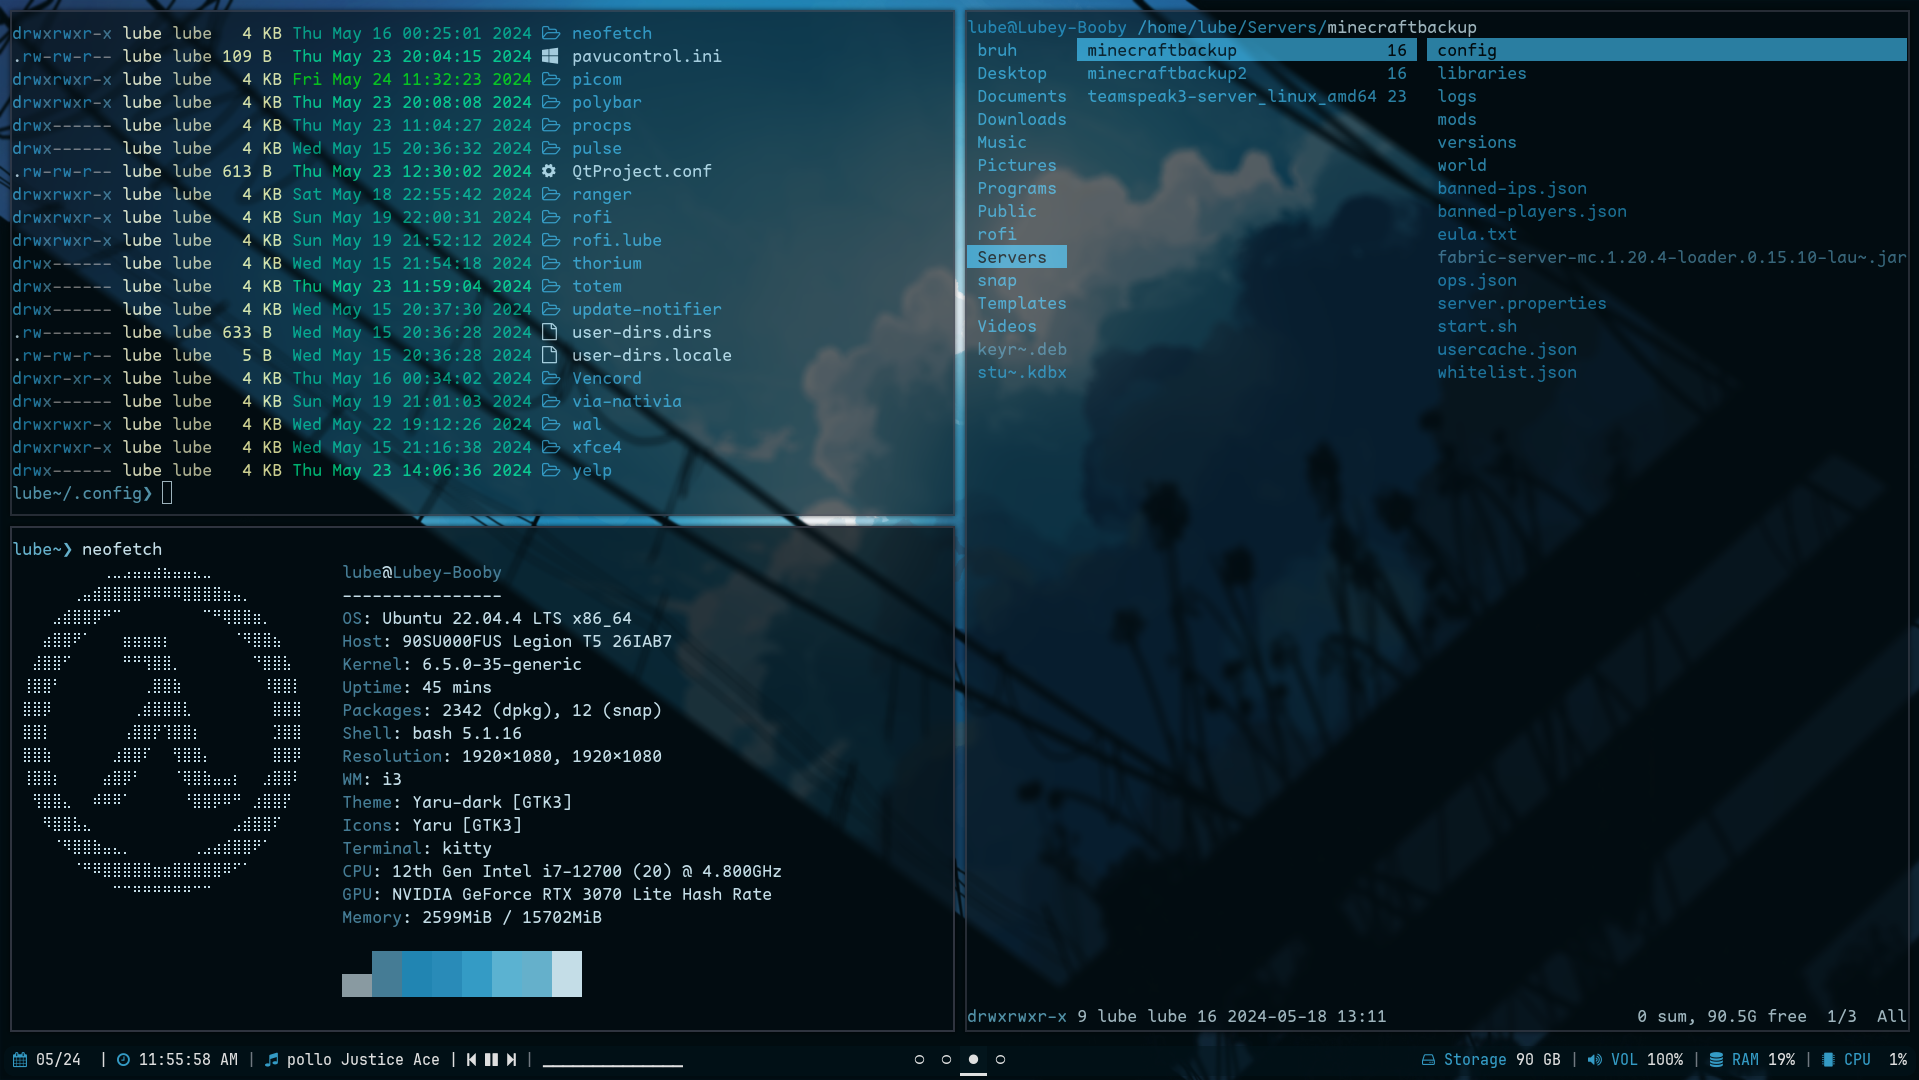 drwxrwxr-x lube lube 4 KB Thu May 16 00:25:01 2024 neofetch
.rw-rw-r-- lube lube 109 B Thu May 23 20:04:15 2024 pavucontrol.ini
drwxrwxr-x lube lube 4 KB Fri May 24 11:32:23 2024 picom
drwxrwxr-x lube lube 4 KB Thu May 23 20:08:08 2024 polybar
drwx------ lube lube 4 KB Thu May 23 11:04:27 2024 procps
drwx------ lube lube 4 KB Wed May 15 20:36:32 2024 pulse
.rw-rw-r-- lube lube 613 B Thu May 23 12:30:02 2024 QtProject.conf
drwxrwxr-x lube lube 4 KB Sat May 18 22:55:42 2024 ranger
drwxrwxr-x lube lube 4 KB Sun May 19 22:00:31 2024 rofi
drwxrwxr-x lube lube 4 KB Sun May 19 21:52:12 2024 rofi.lube
drwx------ lube lube 4 KB Wed May 15 21:54:18 2024 thorium
drwx------ lube lube 4 KB Thu May 23 11:59:04 2024 totem
drwx------ lube lube 4 KB Wed May 15 20:37:30 2024 update-notifier
.rw------- lube lube 633 B Wed May 15 20:36:28 2024 user-dirs.dirs
.rw-rw-r-- lube lube 5 B Wed May 15 20:36:28 2024 user-dirs.locale
drwxr-xr-x lube lube 4 KB Thu May 16 00:34:02 2024 Vencord
drwx------ lube lube 4 KB Sun May 19 21:01:03 2024 via-nativia
drwxrwxr-x lube lube 4 KB Wed May 22 19:12:26 2024 wal
drwxrwxr-x lube lube 4 KB Wed May 15 21:16:38 2024 xfce4
drwx------ lube lube 4 KB Thu May 23 14:06:36 2024 yelp
lube~/.config❯
lube~❯ neofetch
lube@Lubey-Booby
----------------
OS: Ubuntu 22.04.4 LTS x86_64
Host: 90SU000FUS Legion T5 26IAB7
Kernel: 6.5.0-35-generic
Uptime: 45 mins
Packages: 2342 (dpkg), 12 (snap)
Shell: bash 5.1.16
Resolution: 1920x1080, 1920x1080
WM: i3
Theme: Yaru-dark [GTK3]
Icons: Yaru [GTK3]
Terminal: kitty
CPU: 12th Gen Intel i7-12700 (20) @ 4.800GHz
GPU: NVIDIA GeForce RTX 3070 Lite Hash Rate
Memory: 2599MiB / 15702MiB
lube@Lubey-Booby /home/lube/Servers/minecraftbackup
bruh minecraftbackup 16 config
Desktop minecraftbackup2 16 libraries
Documents teamspeak3-server_linux_amd64 23 logs
Downloads mods
Music versions
Pictures world
Programs banned-ips.json
Public banned-players.json
rofi eula.txt
Servers fabric-server-mc.1.20.4-loader.0.15.10-lau~.jar
snap ops.json
Templates server.properties
Videos start.sh
keyr~.deb usercache.json
stu~.kdbx whitelist.json
drwxrwxr-x 9 lube lube 16 2024-05-18 13:11 0 sum, 90.5G free 1/3 All
05/24 | 11:55:58 AM | pollo Justice Ace | | Storage 90 GB | VOL 100% | RAM 19% | CPU 1%